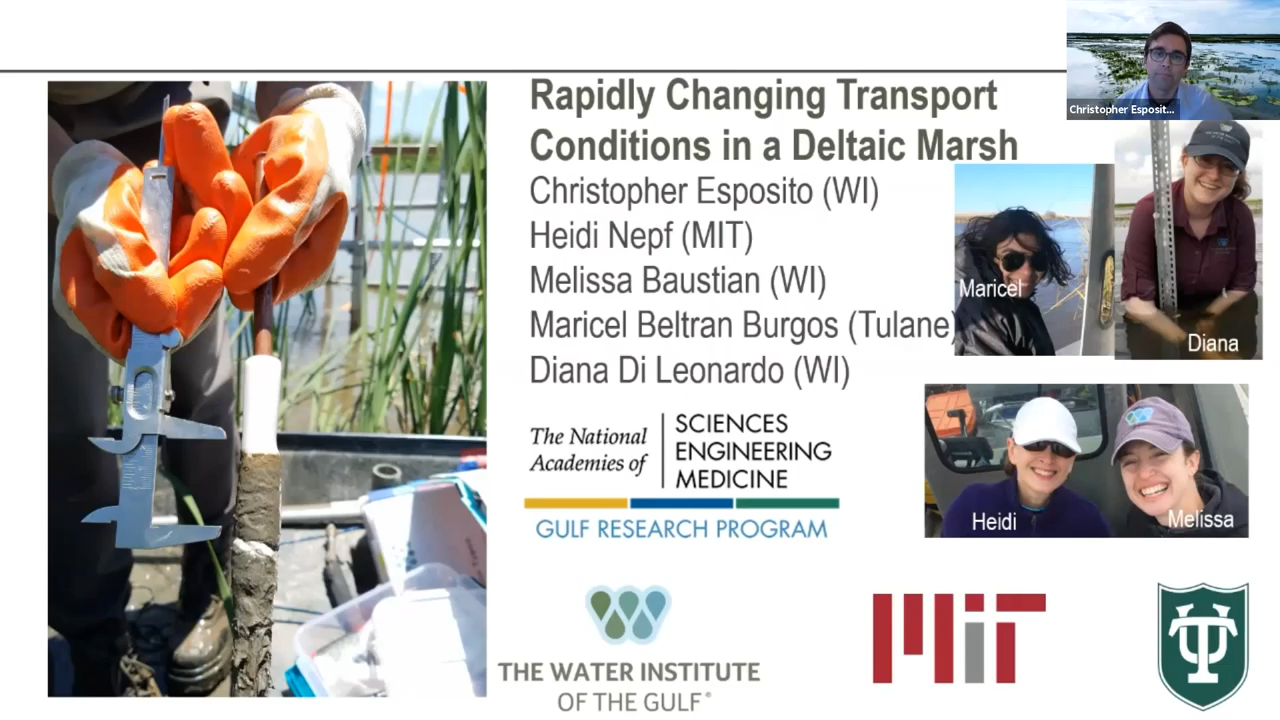 Rapidly Changing Transport
Conditions in a Deltaic Marsh
Christopher Esposito (WI)
Heidi Nepf (MIT)
Melissa Baustian (WI)
Maricel Beltran Burgos (Tulane)
Diana Di Leonardo (WI)
The National
Academies of
SCIENCES
ENGINEERING
MEDICINE
GULF RESEARCH PROGRAM
THE WATER INSTITUTE
OF THE GULF®
MIT
Christopher Esposit...
Maricel
Diana
Heidi
Melissa